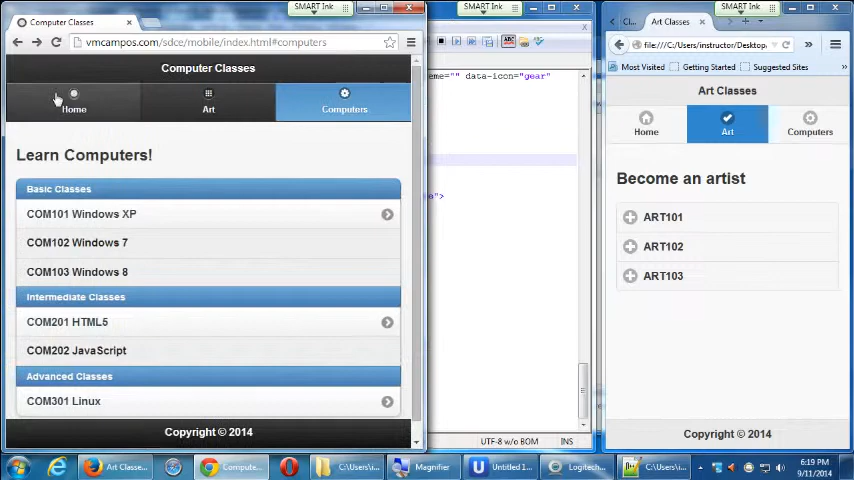 Computer Classes
SMART Ink
vmcampos.com/sdce/mobile/index.html#computers
Computer Classes
Home
Art
Computers
Learn Computers!
Basic Classes
COM101 Windows XP
COM102 Windows 7
COM103 Windows 8
Intermediate Classes
COM201 HTML5
COM202 JavaScript
Advanced Classes
COM301 Linux
Copyright © 2014
SMART Ink
ABC
data-icon="gear"
UTF-8 w/o BOM
INS
SMART Ink
Art Classes
file:///C:/Users/instructor/Desktop,
Most Visited
Getting Started
Suggested Sites
Art Classes
Home
Art
Computers
Become an artist
ART101
ART102
ART103
Copyright © 2014
Art Classe...
Compute...
C:\Users\i...
Magnifier
Untitled 1...
Logitech...
C:\Users\i...
6:19 PM
9/11/2014